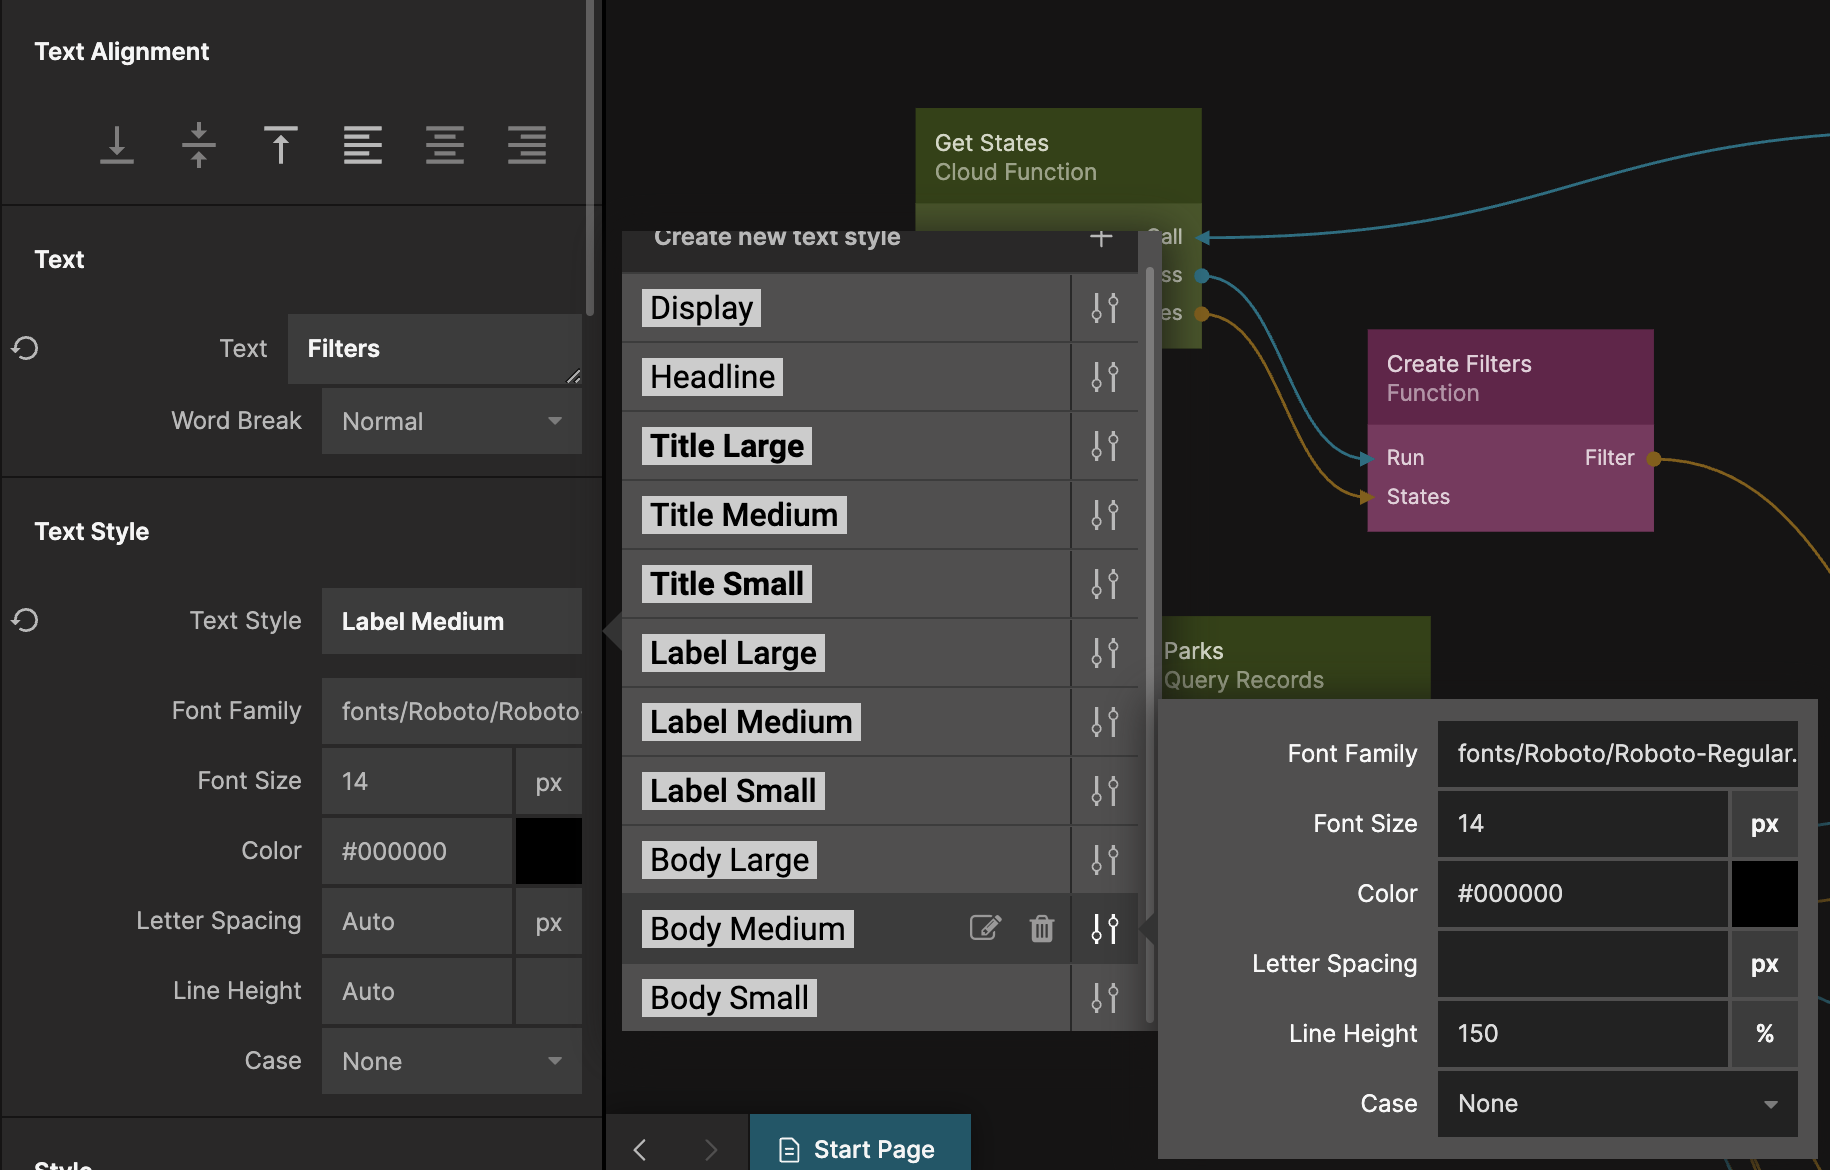 Text Alignment
Text
Text
Filters
Word Break
Normal
Text Style
Text Style
Label Medium
Font Family
fonts/Roboto/Roboto-
Font Size
14
px
Color
#000000
Letter Spacing
Auto
px
Line Height
Auto
Case
None
Style
Create new text style
Display
Headline
Title Large
Title Medium
Title Small
Label Large
Label Medium
Label Small
Body Large
Body Medium
Body Small
Get States
Cloud Function
Call
ss
es
Create Filters
Function
Run
Filter
States
Parks
Query Records
Font Family
fonts/Roboto/Roboto-Regular.
Font Size
14
px
Color
#000000
Letter Spacing
px
Line Height
150
%
Case
None
Start Page